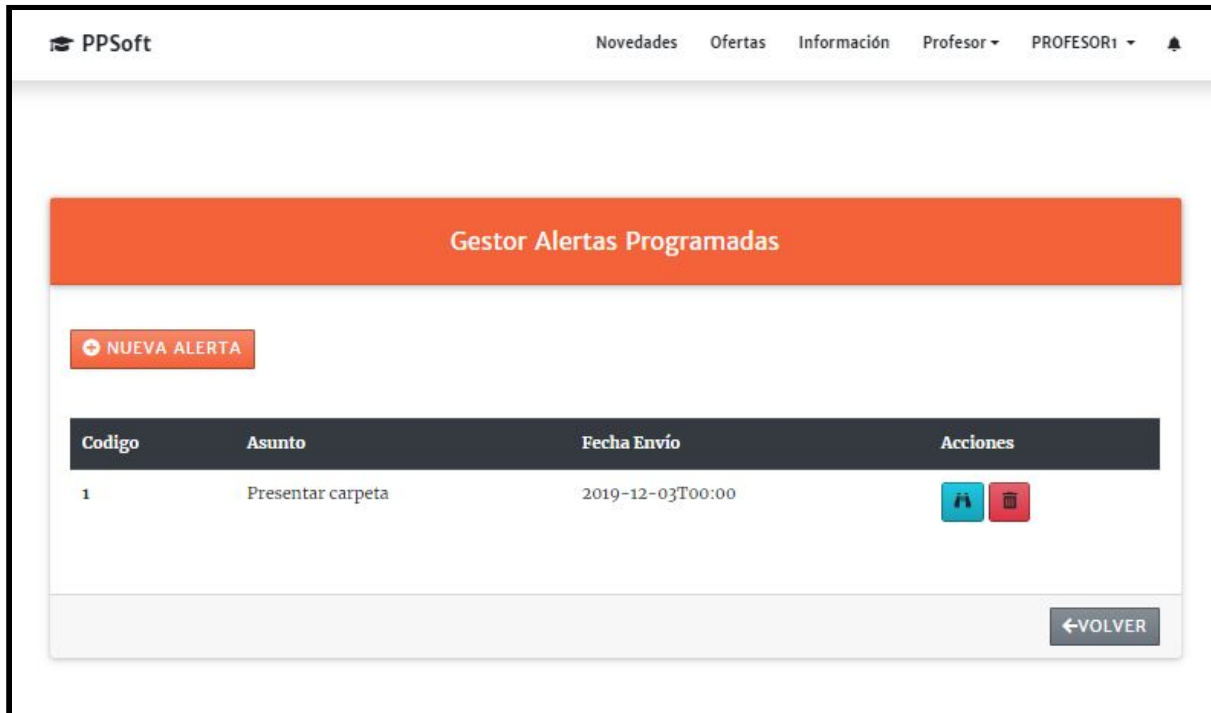 PPSoft Novedades Ofertas Información Profesor PROFESOR1
Gestor Alertas Programadas
NUEVA ALERTA
Codigo Asunto Fecha Envío Acciones
1 Presentar carpeta 2019-12-03T00:00
VOLVER